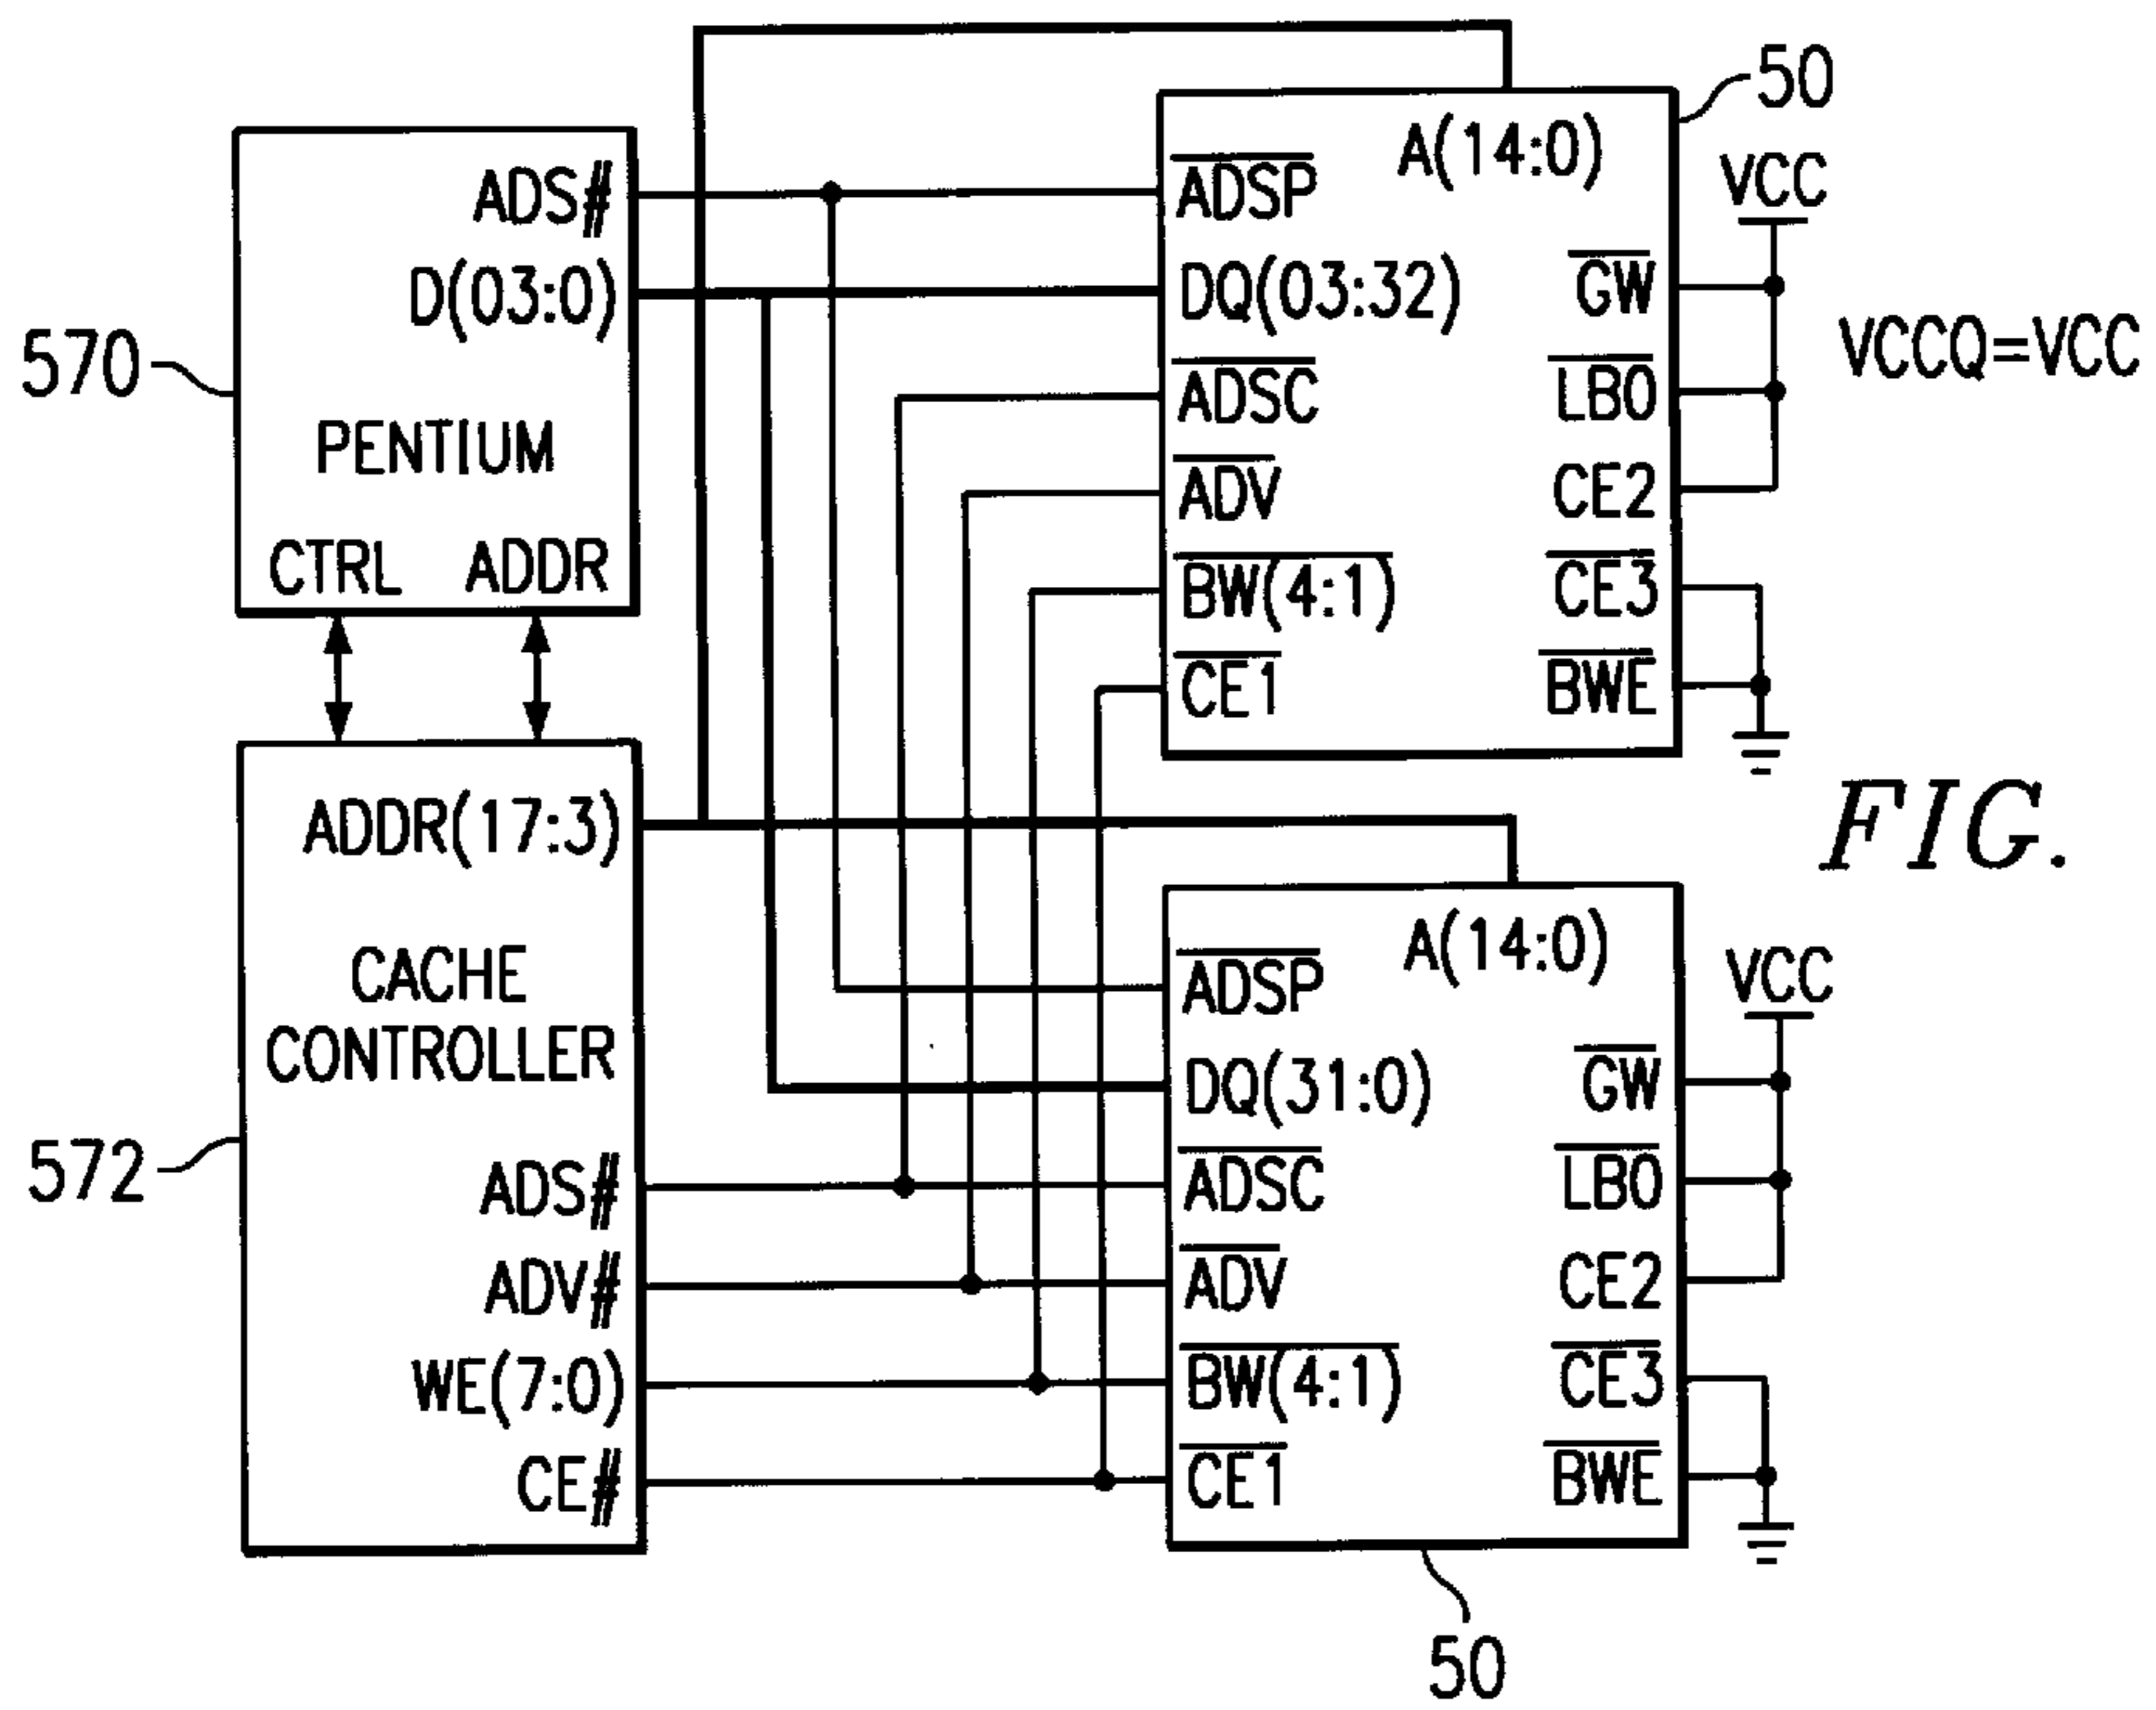 50
ADS#
D(03:0)
570
PENTIUM
CTRL ADDR
A(14:0)
ADSP
DQ(03:32)
ADSC
ADV
BW(4:1)
CE1
VCC
GW
LBO
CE2
CE3
BWE
VCCQ=VCC
FIG.
ADDR(17:3)
CACHE
CONTROLLER
572
ADS#
ADV#
WE(7:0)
CE#
A(14:0)
ADSP
DQ(31:0)
ADSC
ADV
BW(4:1)
CE1
VCC
GW
LBO
CE2
CE3
BWE
50